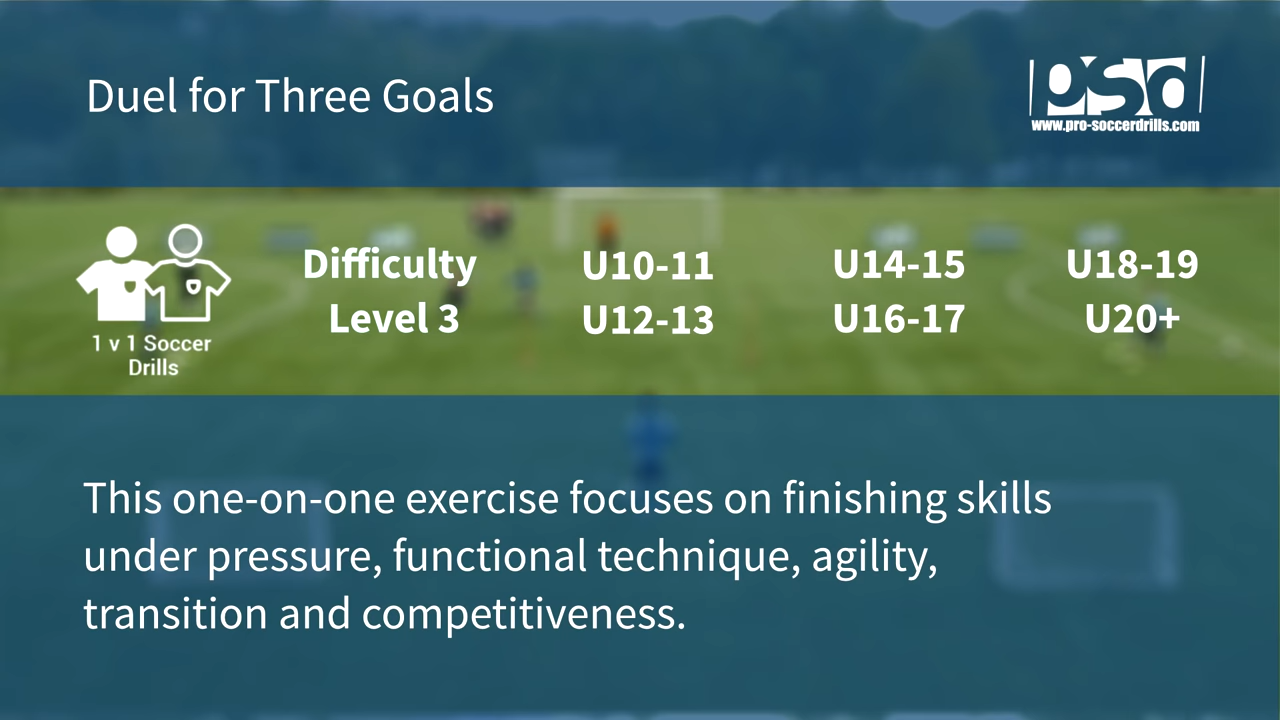 Duel for Three Goals
psd
www.pro-soccerdrills.com
1 v 1 Soccer
Drills
Difficulty
Level 3
U10-11
U12-13
U14-15
U16-17
U18-19
U20+
This one-on-one exercise focuses on finishing skills
under pressure, functional technique, agility,
transition and competitiveness.